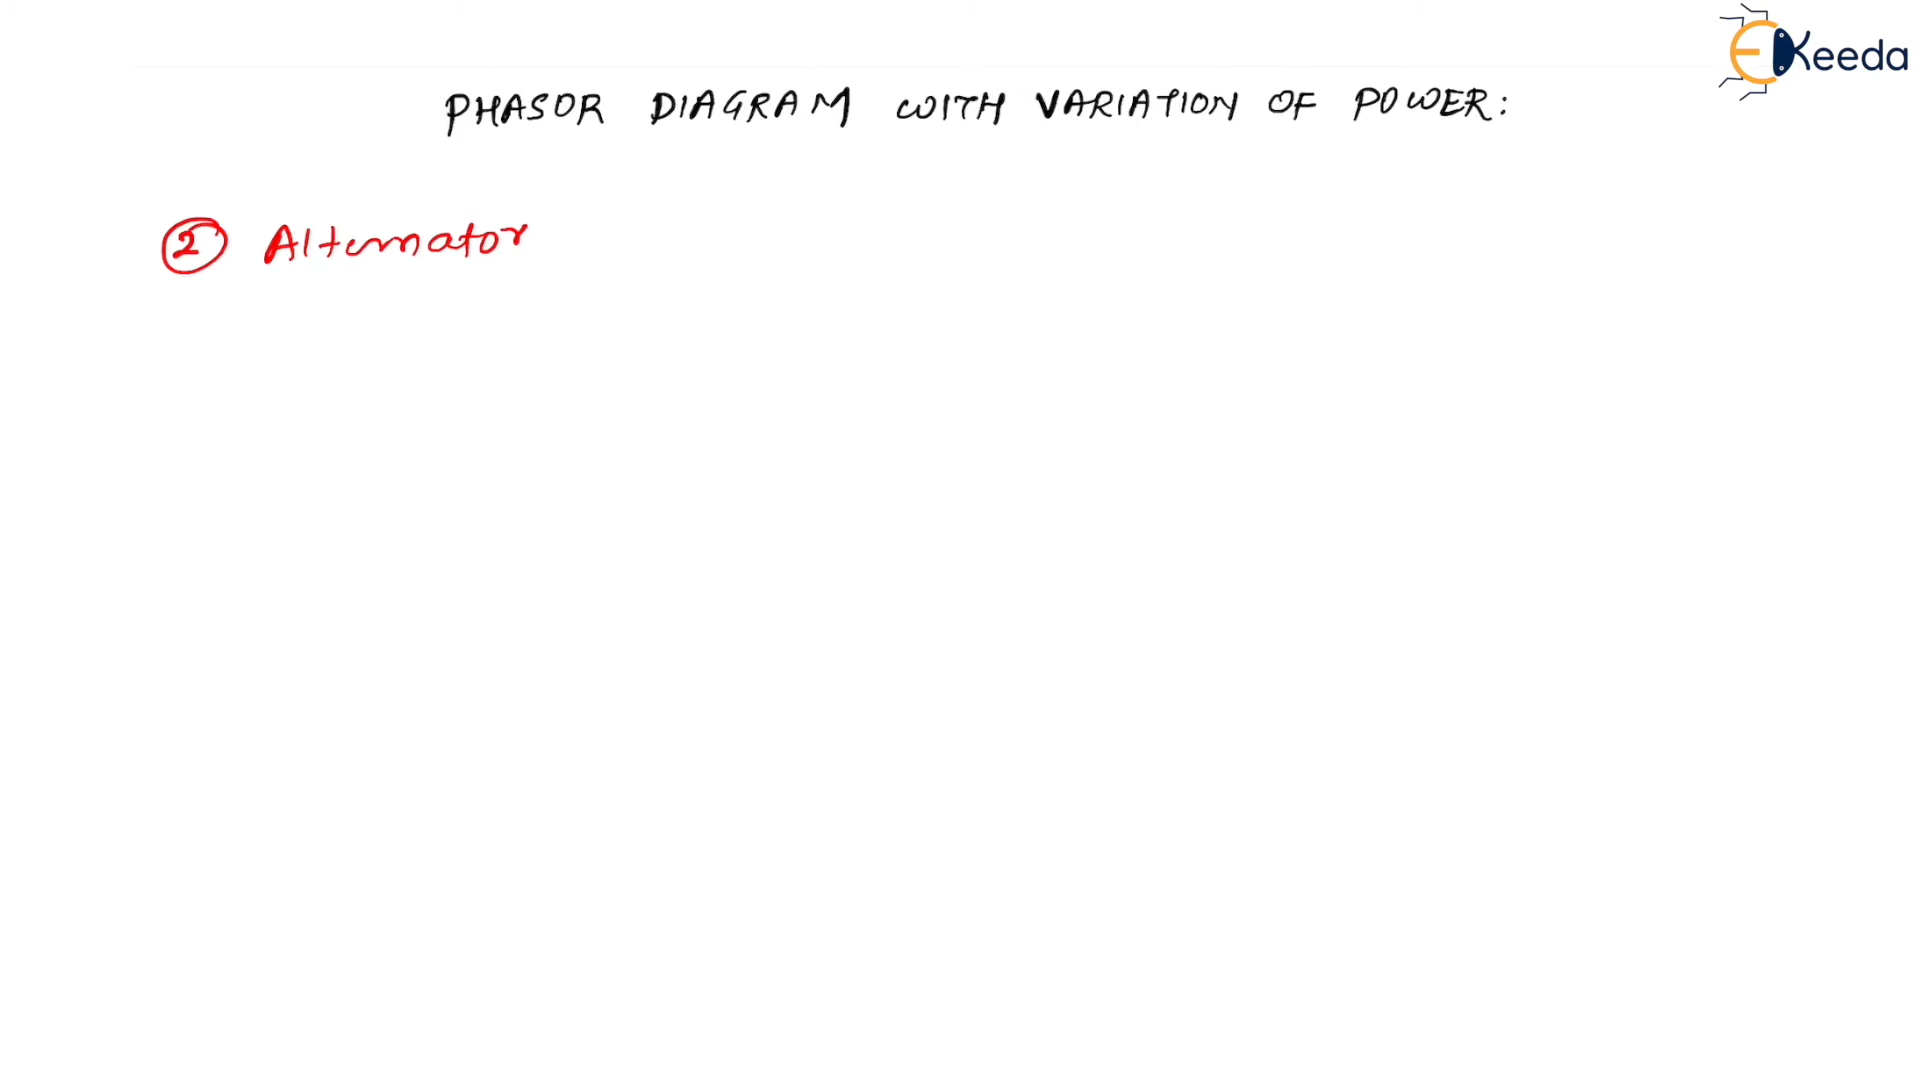 EKeeda
PHASOR DIAGRAM WITH VARIATION OF POWER:
② Alternator